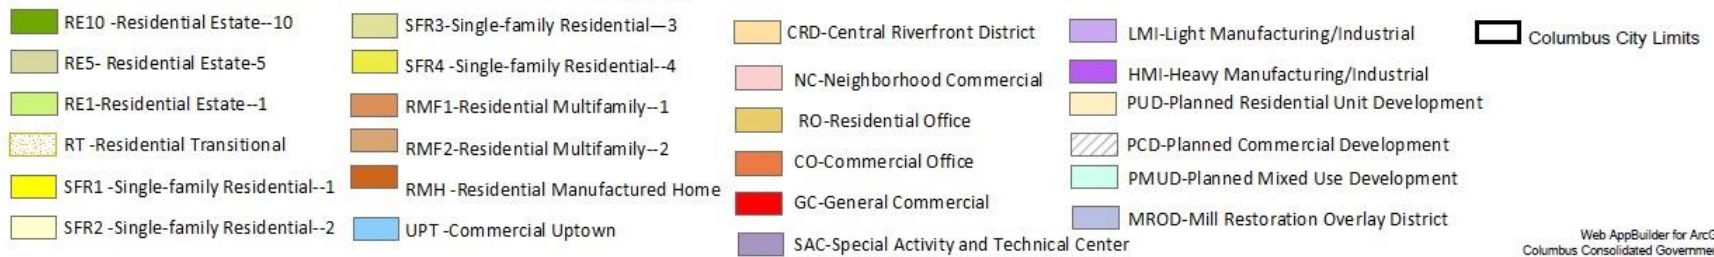 RE10 -Residential Estate--10
RE5- Residential Estate-5
RE1-Residential Estate--1
RT -Residential Transitional
SFR1 -Single-family Residential--1
SFR2 -Single-family Residential--2
SFR3-Single-family Residential—3
SFR4 -Single-family Residential--4
RMF1-Residential Multifamily--1
RMF2-Residential Multifamily--2
RMH -Residential Manufactured Home
UPT -Commercial Uptown
CRD-Central Riverfront District
NC-Neighborhood Commercial
RO-Residential Office
CO-Commercial Office
GC-General Commercial
SAC-Special Activity and Technical Center
LMI-Light Manufacturing/Industrial
HMI-Heavy Manufacturing/Industrial
PUD-Planned Residential Unit Development
PCD-Planned Commercial Development
PMUD-Planned Mixed Use Development
MROD-Mill Restoration Overlay District
Columbus City Limits
Web AppBuilder for ArcG
Columbus Consolidated Governmen